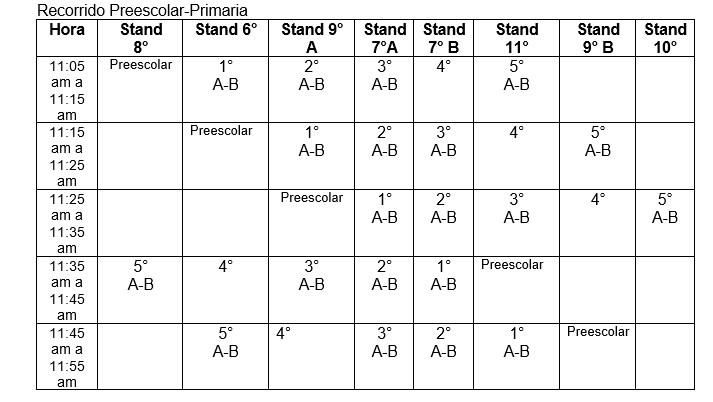 Recorrido Preescolar-Primaria
Hora Stand 8° Stand 6° Stand 9° A Stand 7°A Stand 7° B Stand 11° Stand 9° B Stand 10°
11:05 am a 11:15 am Preescolar 1° A-B 2° A-B 3° A-B 4° 5° A-B
11:15 am a 11:25 am Preescolar 1° A-B 2° A-B 3° A-B 4° 5° A-B
11:25 am a 11:35 am Preescolar 1° A-B 2° A-B 3° A-B 4° 5° A-B
11:35 am a 11:45 am 5° A-B 4° 3° A-B 2° A-B 1° A-B Preescolar
11:45 am a 11:55 am 5° A-B 4° 3° A-B 2° A-B 1° A-B Preescolar